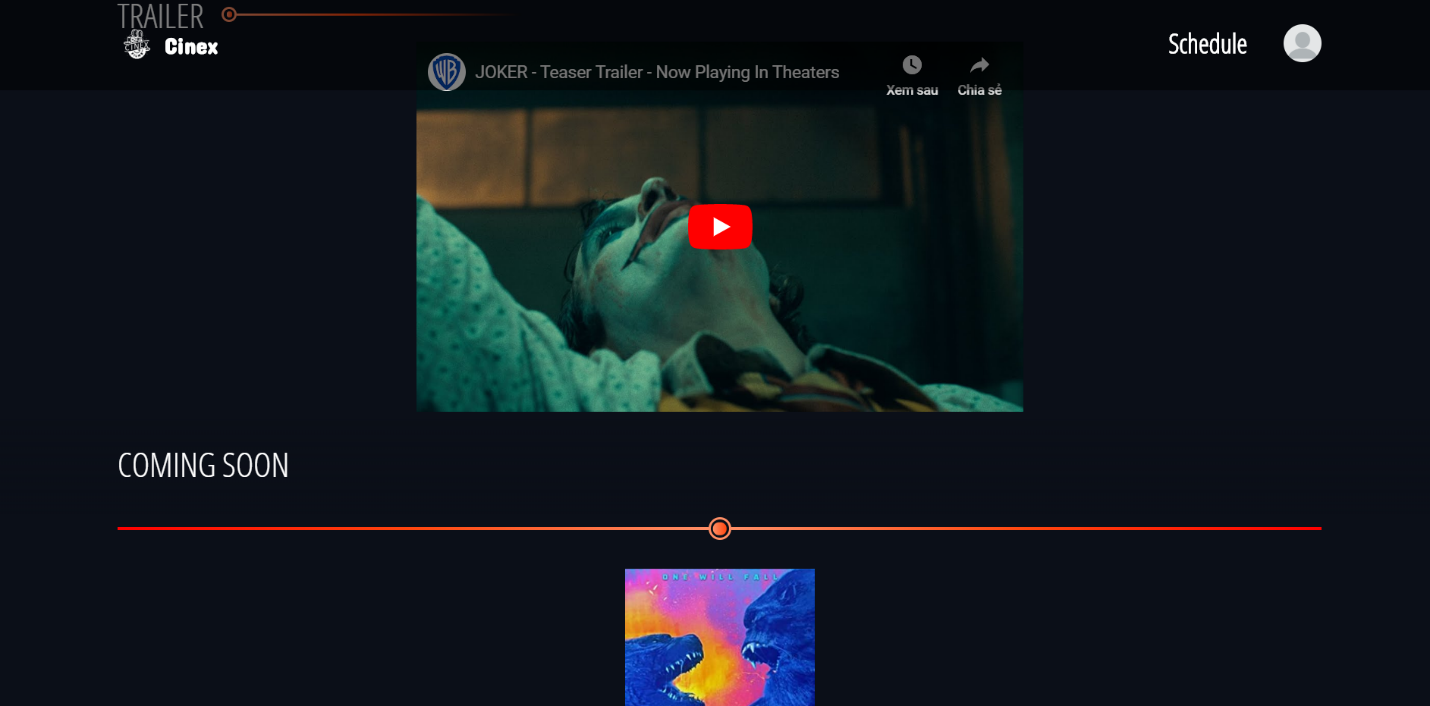 TRAILER
CINEX
Cinex
Schedule
JOKER - Teaser Trailer - Now Playing In Theaters
Xem sau
Chia sẻ
COMING SOON
ONE WILL FALL